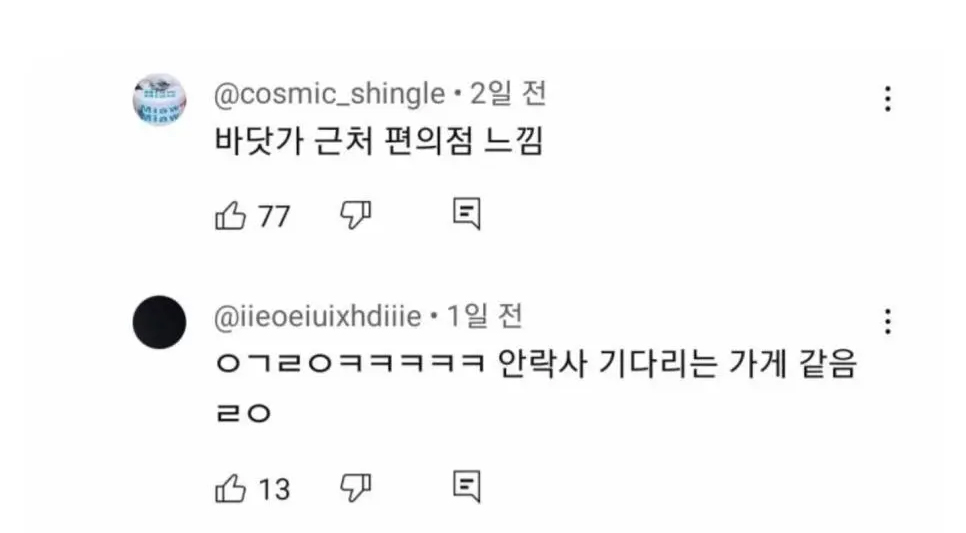 @cosmic_shingle • 2일 전
바닷가 근처 편의점 느낌
77
@iieoeiuixhdiiie • 1일 전
ㅇㄱㄹㅇㅋㅋㅋㅋㅋ 안락사 기다리는 가게 같음
ㄹㅇ
13